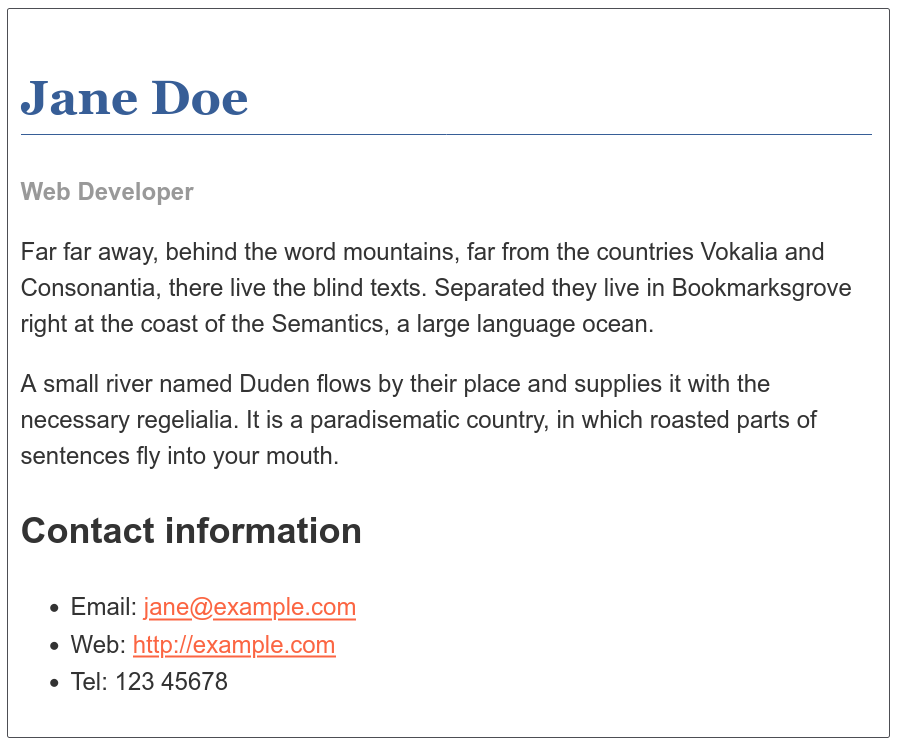 Jane Doe
Web Developer
Far far away, behind the word mountains, far from the countries Vokalia and
Consonantia, there live the blind texts. Separated they live in Bookmarksgrove
right at the coast of the Semantics, a large language ocean.
A small river named Duden flows by their place and supplies it with the
necessary regelialia. It is a paradisematic country, in which roasted parts of
sentences fly into your mouth.
Contact information
• Email: jane@example.com
• Web: http://example.com
• Tel: 123 45678